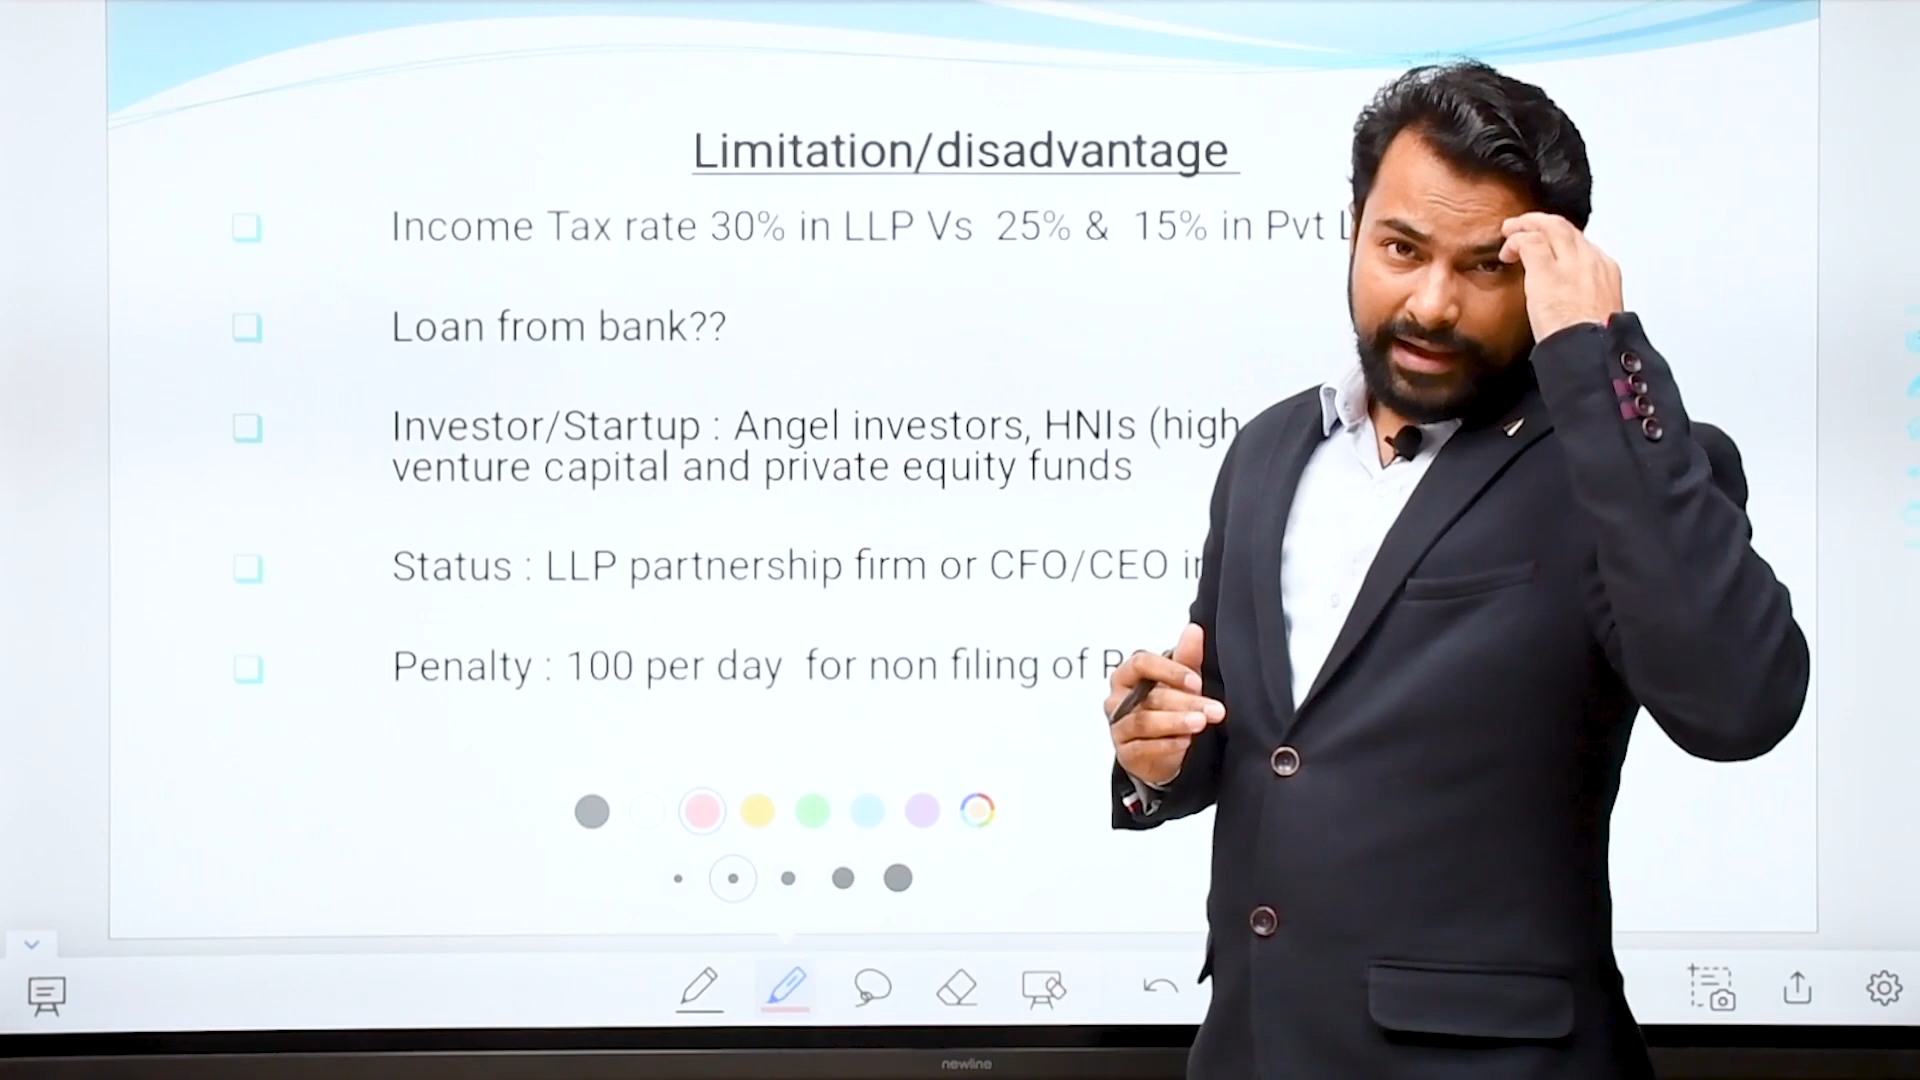 Limitation/disadvantage
Income Tax rate 30% in LLP Vs 25% & 15% in Pvt
Loan from bank??
Investor/Startup : Angel investors, HNIs (high
venture capital and private equity funds
Status : LLP partnership firm or CFO/CEO
Penalty : 100 per day for non filing of
newline